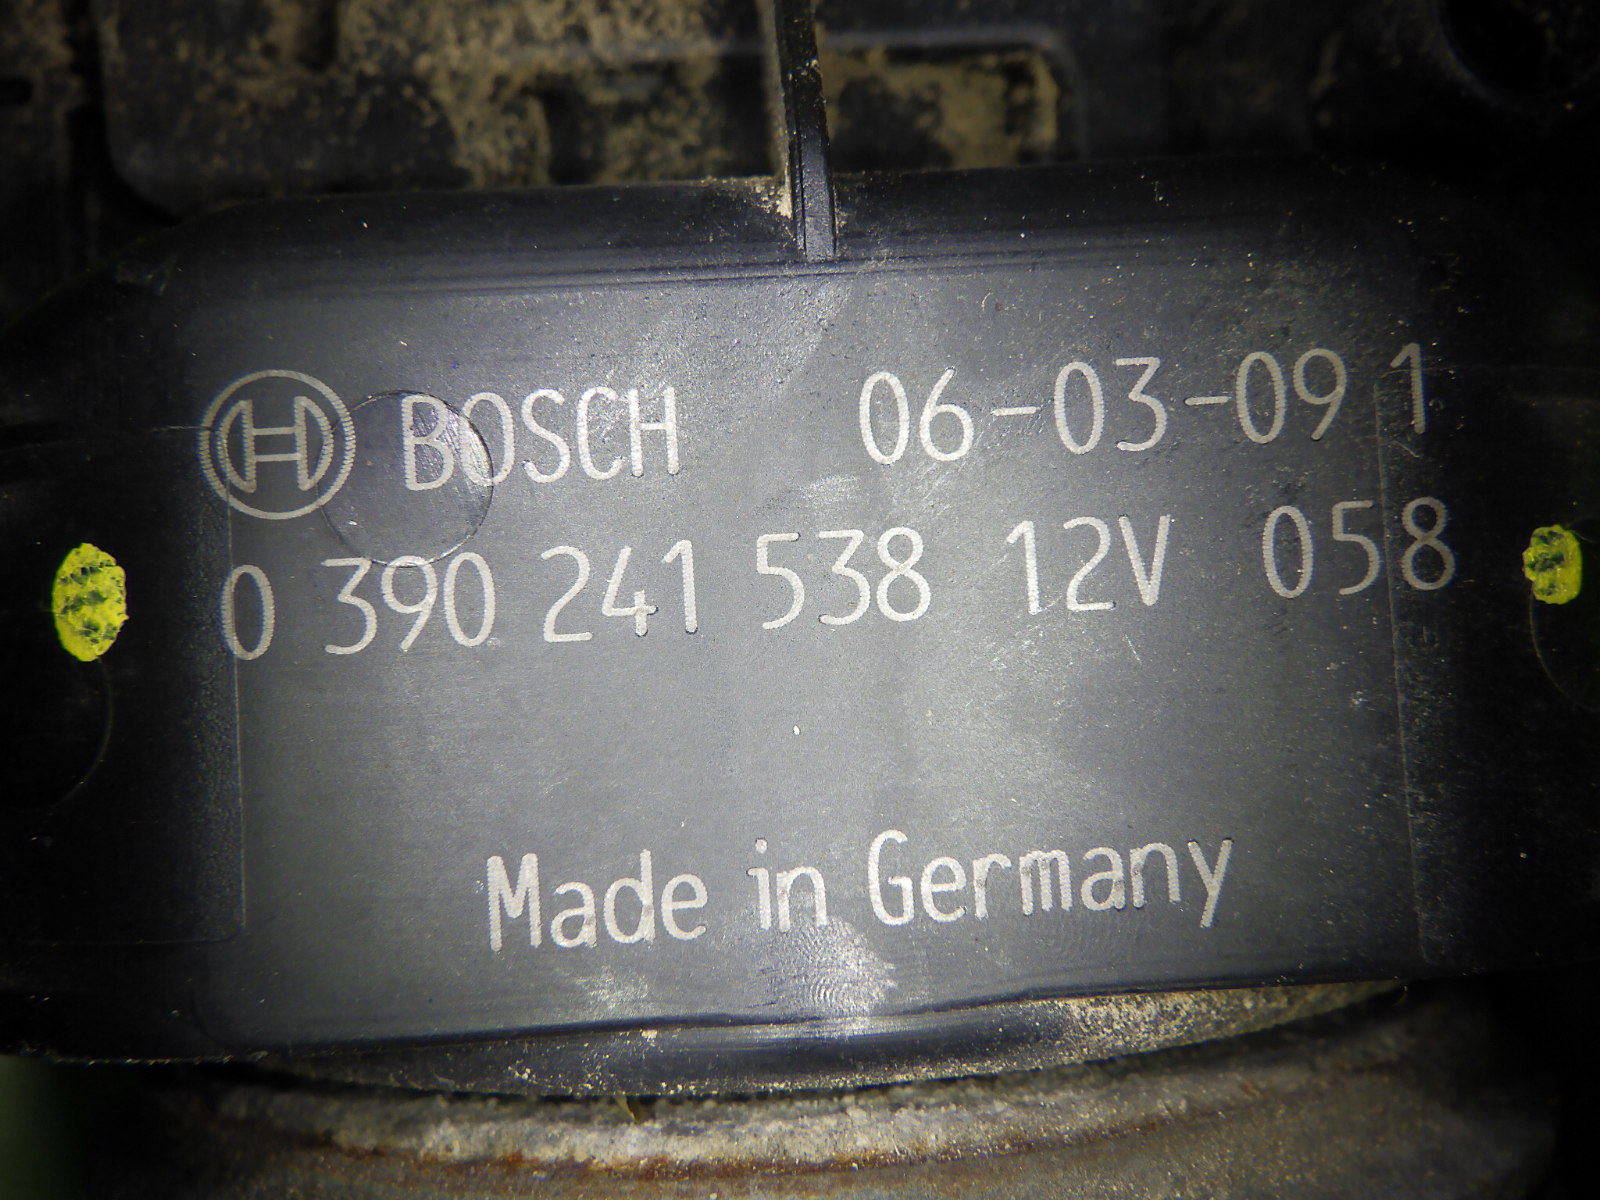 BOSCH 06-03-09 1
0 390 241 538 12V 058
Made in Germany